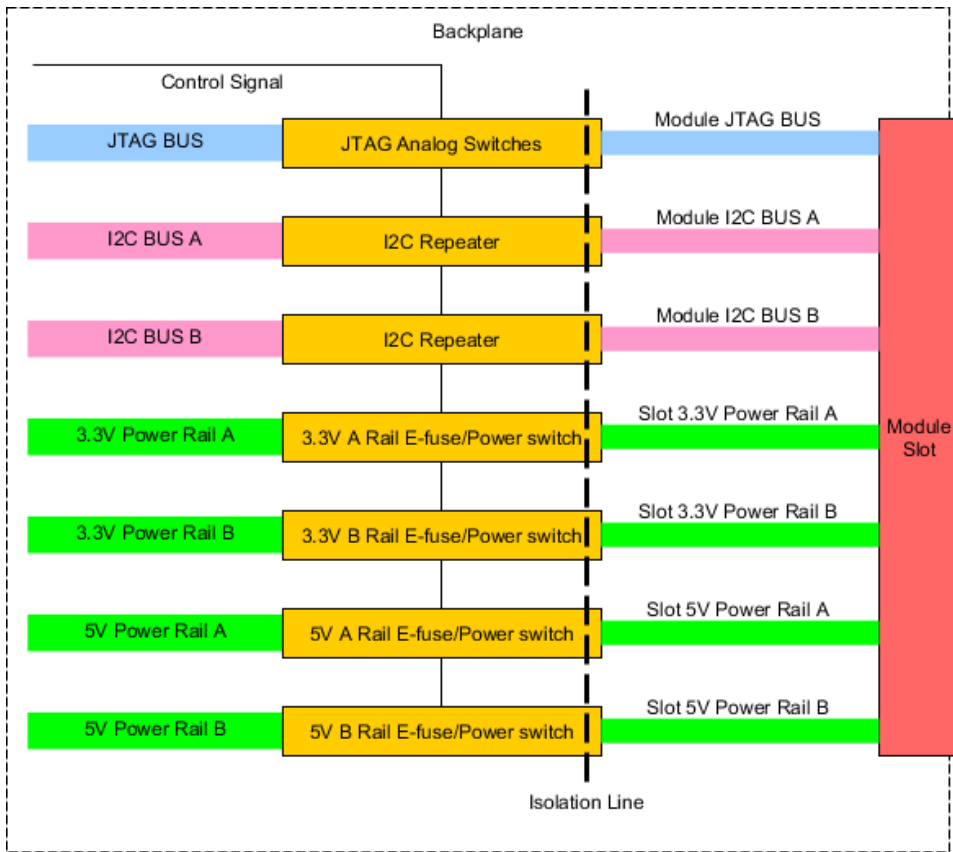 Backplane
Control Signal
JTAG BUS
JTAG Analog Switches
Module JTAG BUS
I2C BUS A
I2C Repeater
Module I2C BUS A
I2C BUS B
I2C Repeater
Module I2C BUS B
3.3V Power Rail A
3.3V A Rail E-fuse/Power switch
Slot 3.3V Power Rail A
Module
Slot
3.3V Power Rail B
3.3V B Rail E-fuse/Power switch
Slot 3.3V Power Rail B
5V Power Rail A
5V A Rail E-fuse/Power switch
Slot 5V Power Rail A
5V Power Rail B
5V B Rail E-fuse/Power switch
Slot 5V Power Rail B
Isolation Line